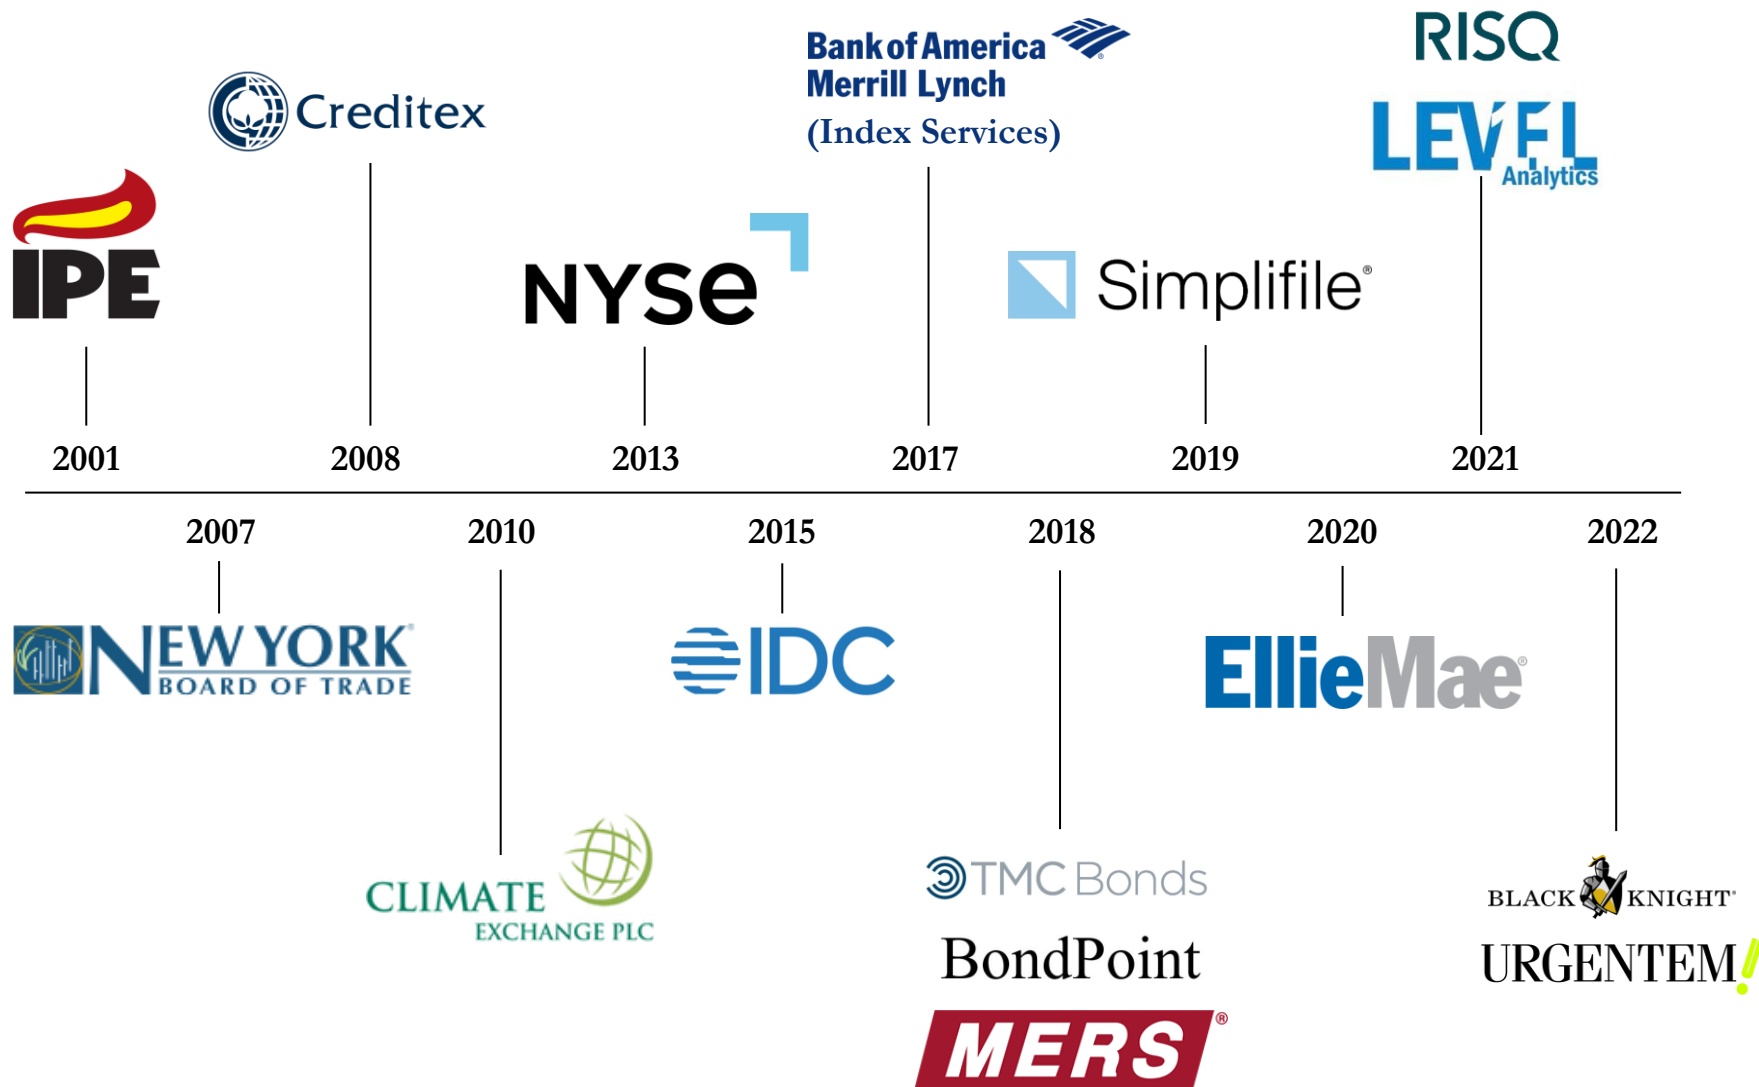 RISQ
Bank of America
Merrill Lynch
(Index Services)
Creditex
LEVEL
Analytics
IPE
NYSE
Simplifile®
2001
2008
2013
2017
2019
2021
2007
2010
2015
2018
2020
2022
NEW YORK®
BOARD OF TRADE
IDC
EllieMae®
CLIMATE
EXCHANGE PLC
TMC Bonds
BondPoint
MERS®
BLACK KNIGHT®
URGENTEM!